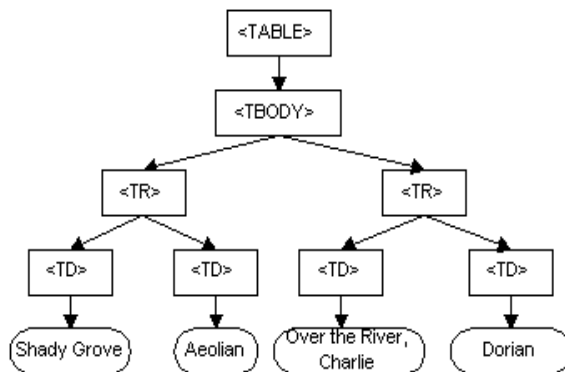 <TABLE>
<TBODY>
<TR> <TR>
<TD> <TD> <TD> <TD>
Shady Grove Aeolian Over the River, Dorian
Charlie